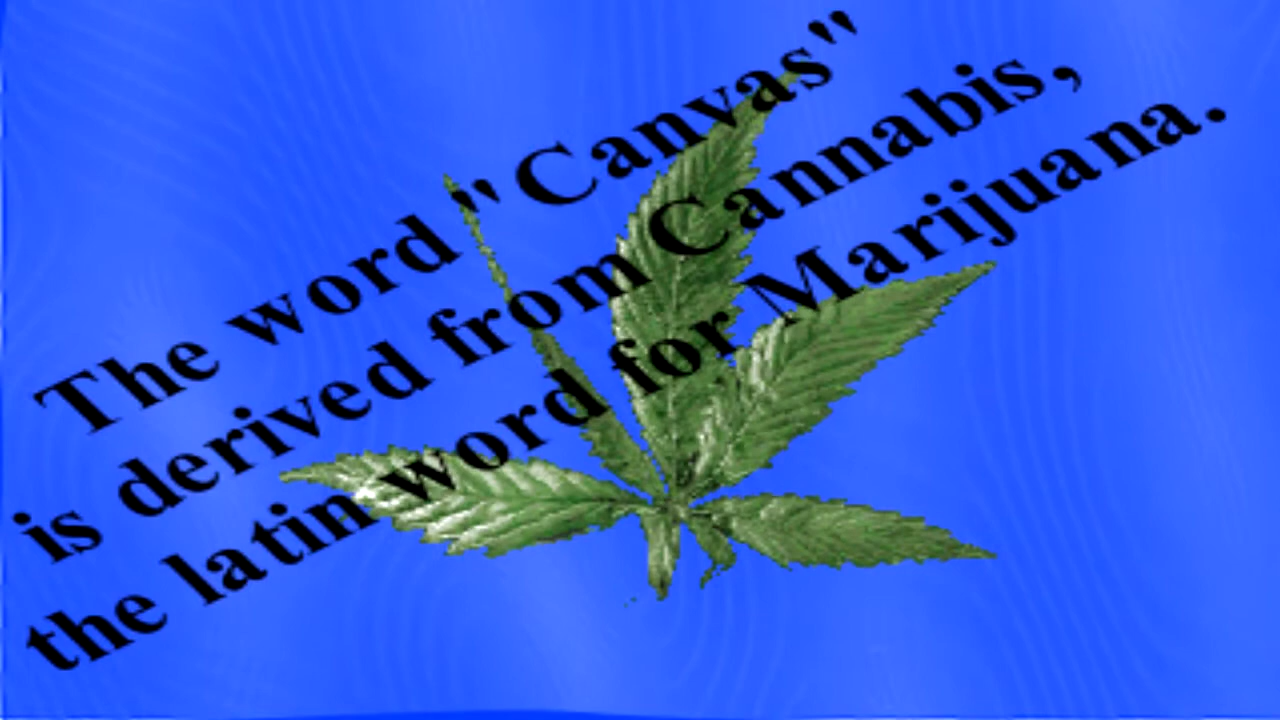 The word "Canvas"
is derived from Cannabis,
the latin word for Marijuana.